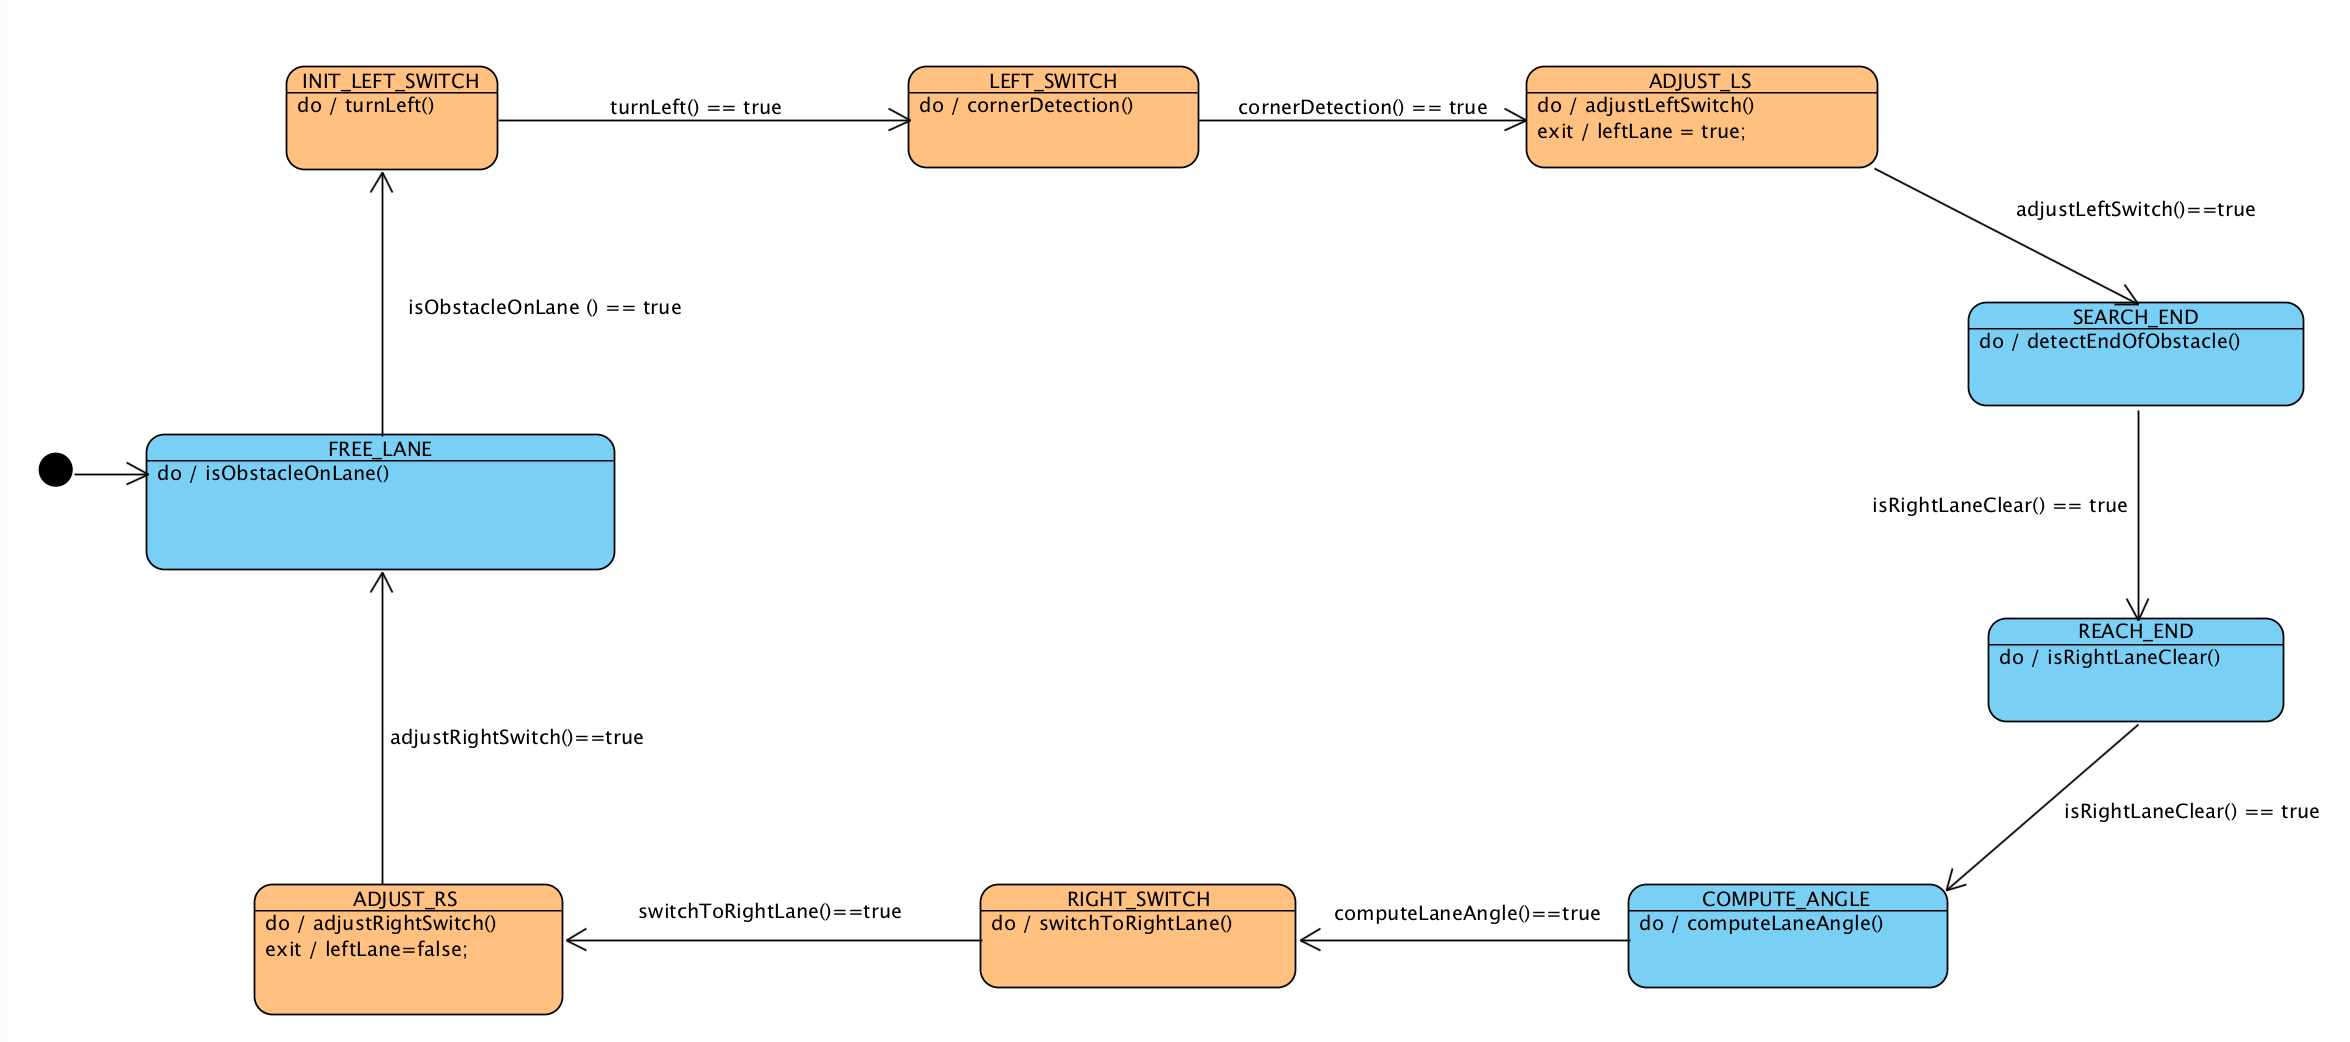 INIT_LEFT_SWITCH
do / turnLeft()
turnLeft() == true
LEFT_SWITCH
do / cornerDetection()
cornerDetection() == true
ADJUST_LS
do / adjustLeftSwitch()
exit / leftLane = true;
adjustLeftSwitch()==true
isObstacleOnLane () == true
SEARCH_END
do / detectEndOfObstacle()
FREE_LANE
do / isObstacleOnLane()
isRightLaneClear() == true
REACH_END
do / isRightLaneClear()
adjustRightSwitch()==true
isRightLaneClear() == true
ADJUST_RS
do / adjustRightSwitch()
exit / leftLane=false;
switchToRightLane()==true
RIGHT_SWITCH
do / switchToRightLane()
computeLaneAngle()==true
COMPUTE_ANGLE
do / computeLaneAngle()